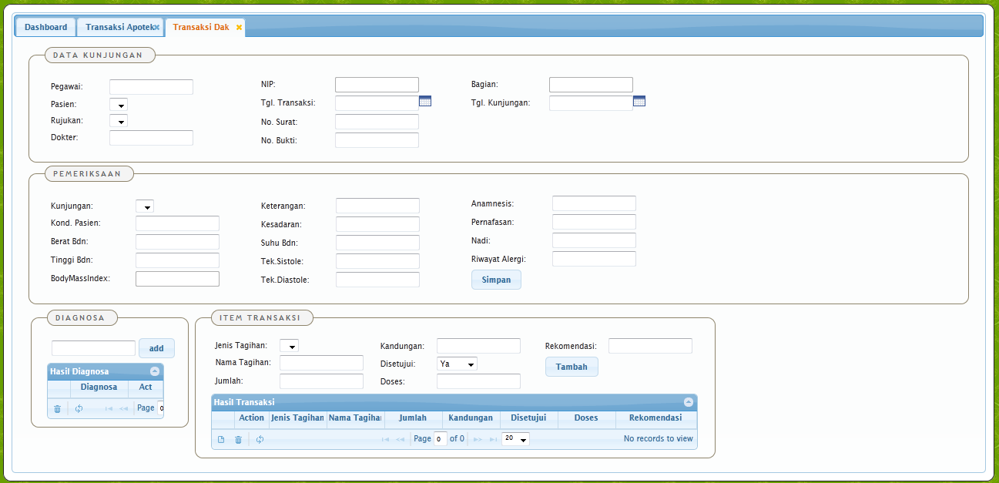 Dashboard Transaksi Apotek Transaksi Dak
DATA KUNJUNGAN
Pegawai: NIP: Bagian:
Pasien: Tgl. Transaksi: Tgl. Kunjungan:
Rujukan: No. Surat:
Dokter: No. Bukti:
PEMERIKSAAN
Kunjungan: Keterangan: Anamnesis:
Kond. Pasien: Kesadaran: Pernafasan:
Berat Bdn: Suhu Bdn: Nadi:
Tinggi Bdn: Tek.Sistole: Riwayat Alergi:
BodyMassIndex: Tek.Diastole: Simpan
DIAGNOSA
add
Hasil Diagnosa
Diagnosa Act
Page 0
ITEM TRANSAKSI
Jenis Tagihan: Kandungan: Rekomendasi:
Nama Tagihan: Disetujui: Ya Tambah
Jumlah: Doses:
Hasil Transaksi
Action Jenis Tagihan Nama Tagihan Jumlah Kandungan Disetujui Doses Rekomendasi
Page 0 of 0 20 No records to view